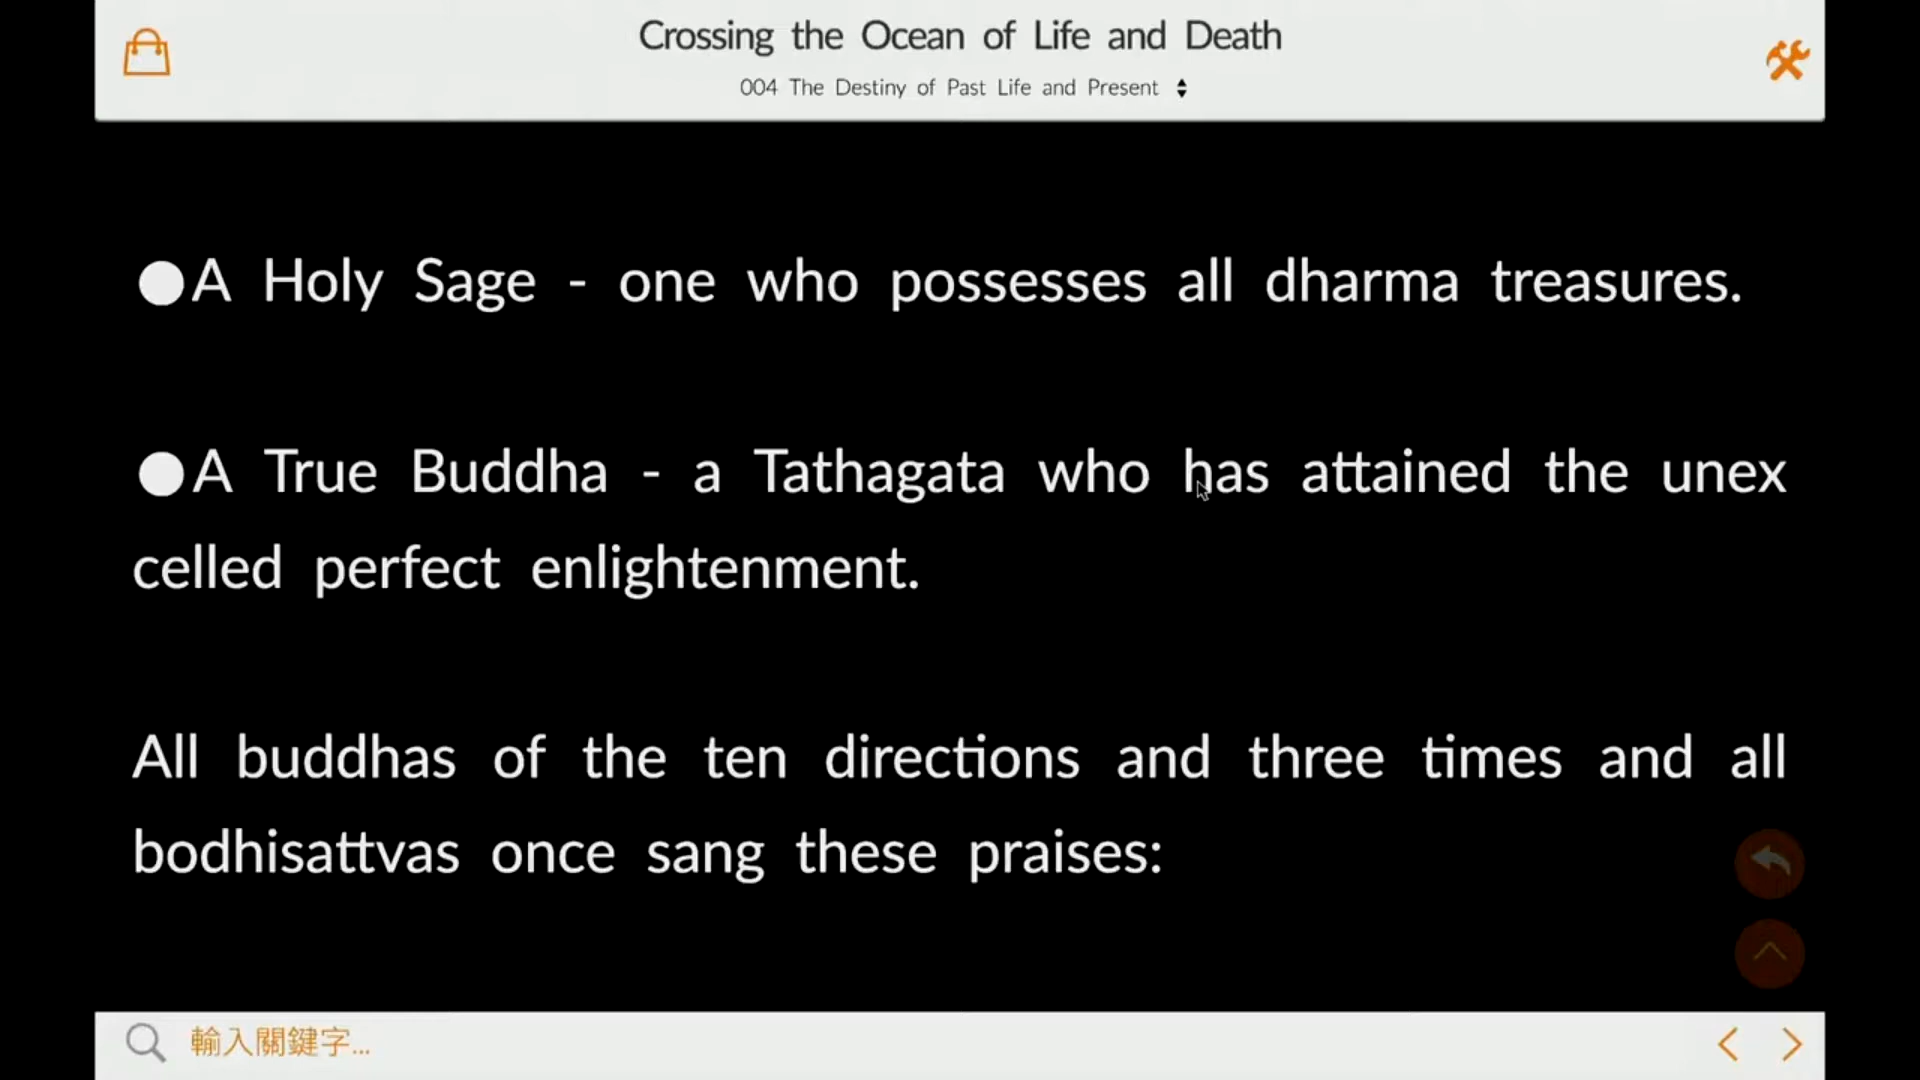 Crossing the Ocean of Life and Death
004 The Destiny of Past Life and Present
●A Holy Sage - one who possesses all dharma treasures.
●A True Buddha - a Tathagata who has attained the unex
celled perfect enlightenment.
All buddhas of the ten directions and three times and all
bodhisattvas once sang these praises:
輸入關鍵字...